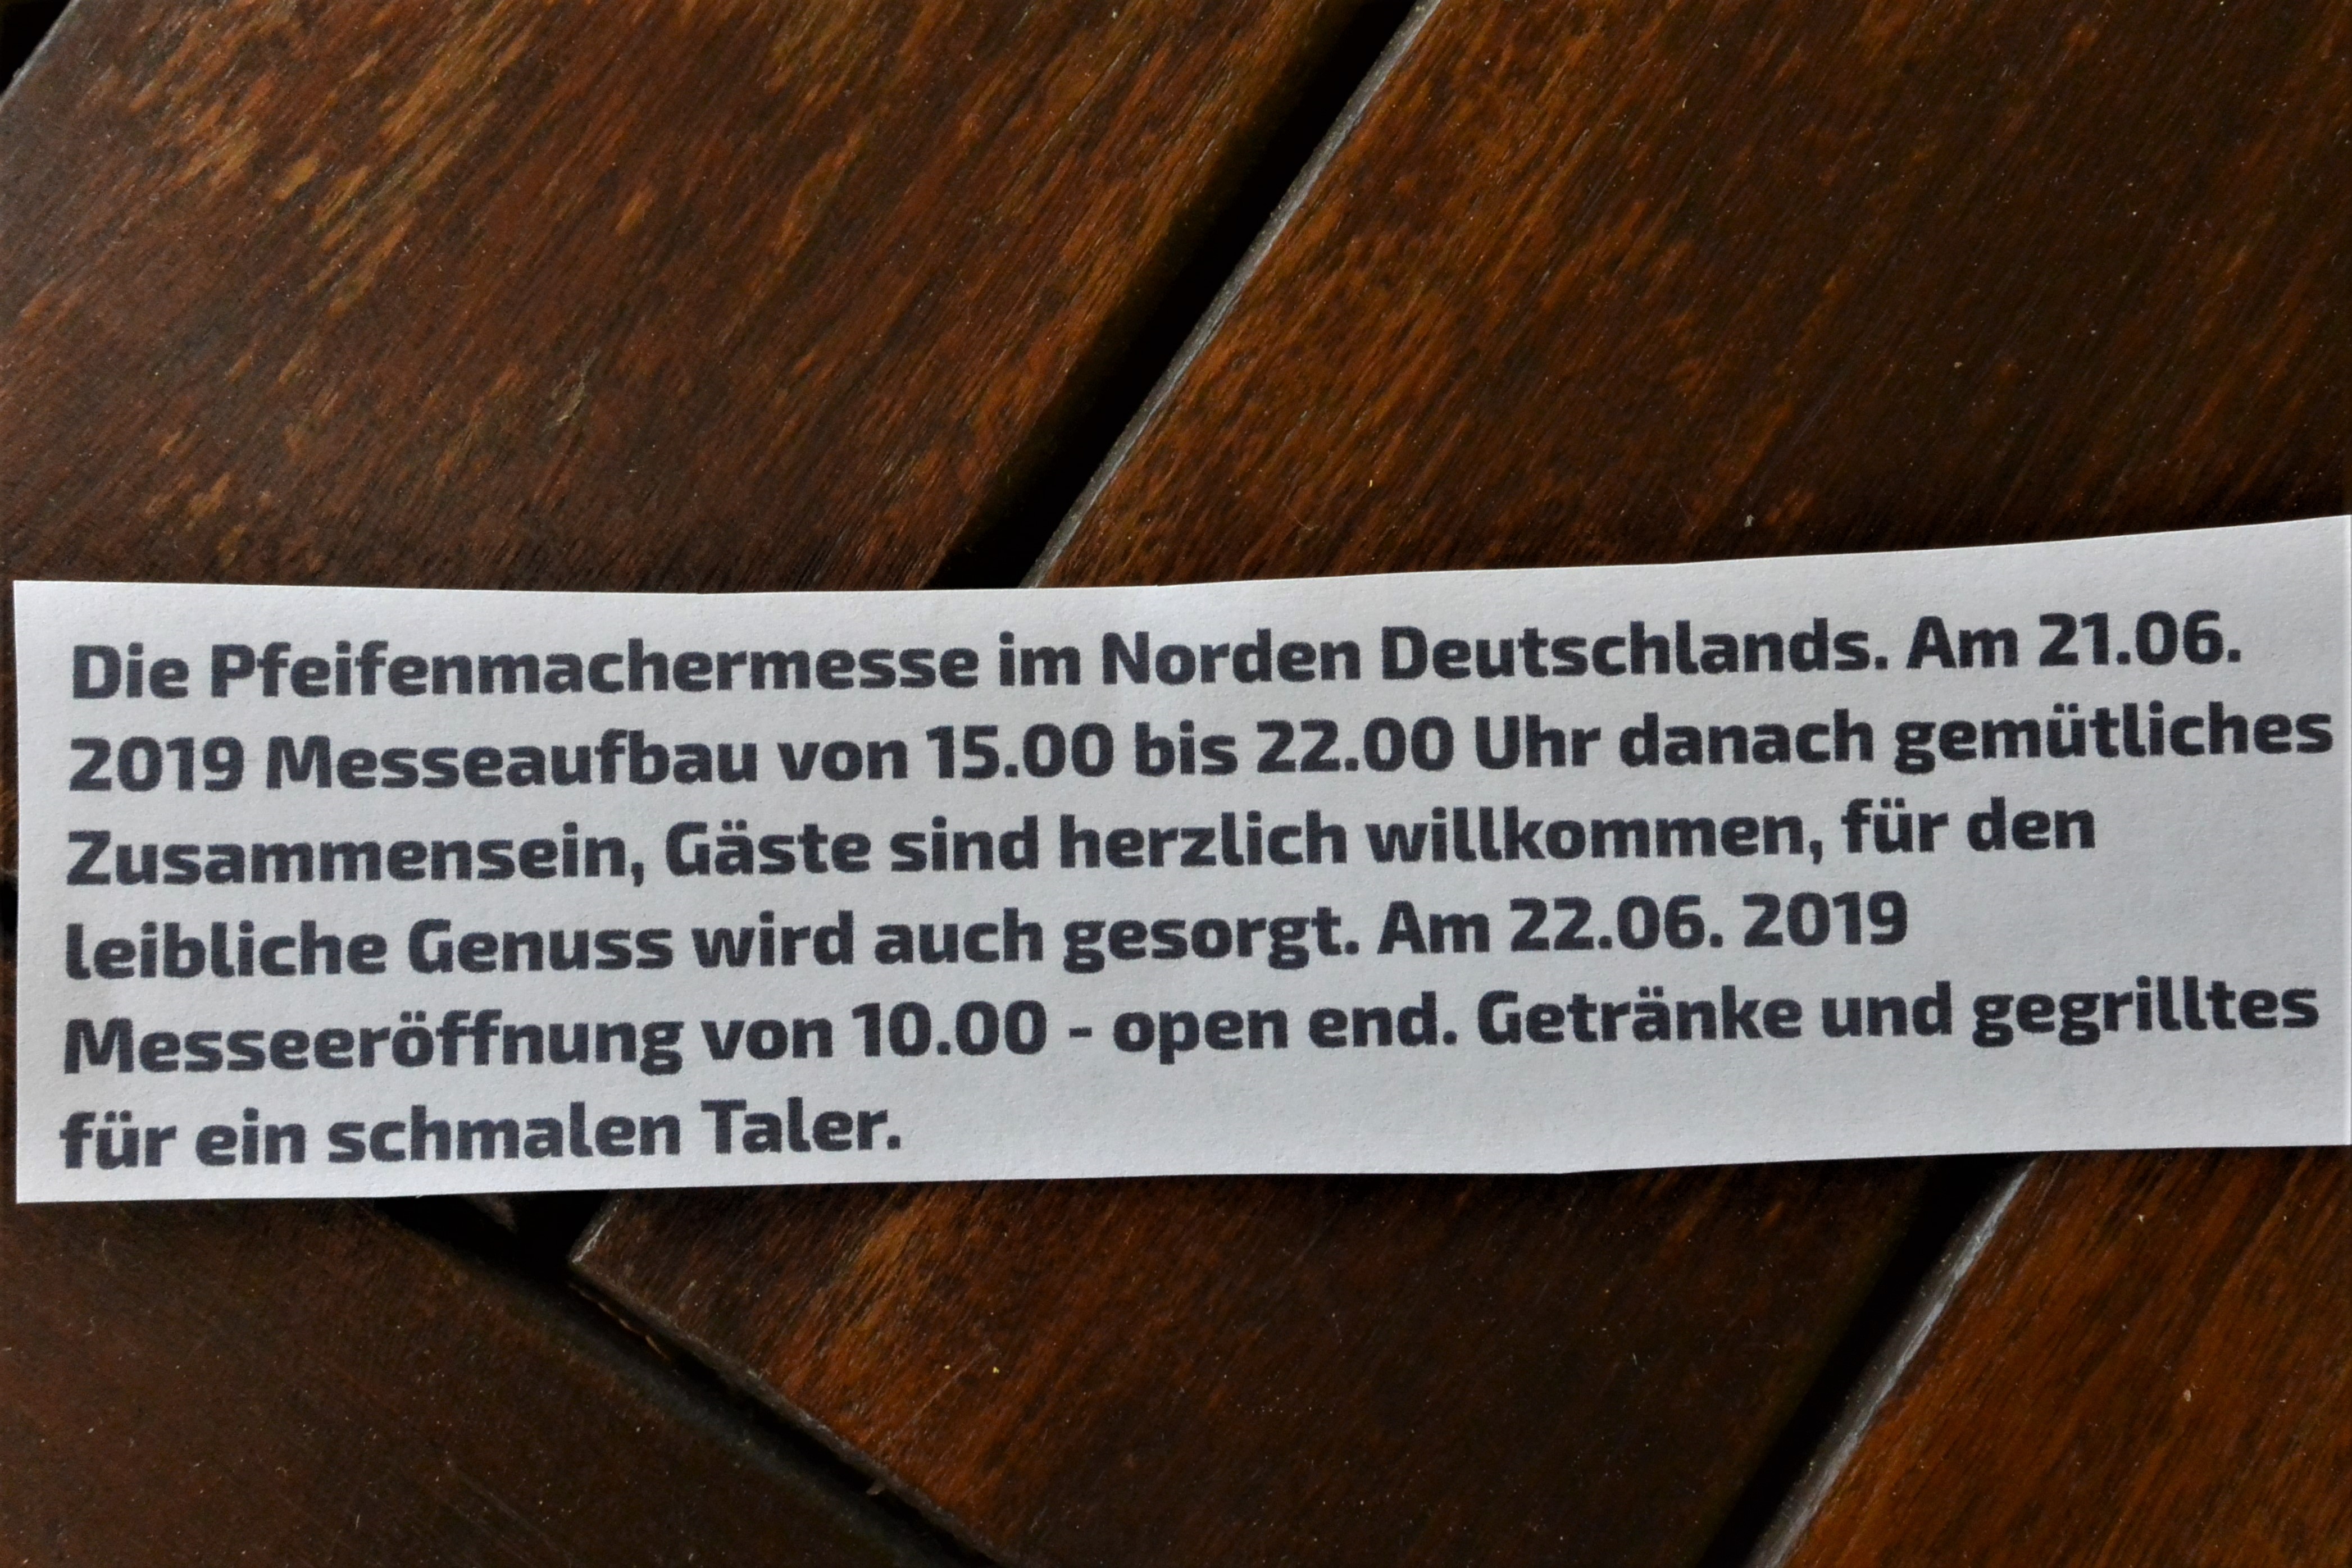 Die Pfeifenmachermesse im Norden Deutschlands. Am 21.06.
2019 Messeaufbau von 15.00 bis 22.00 Uhr danach gemütliches
Zusammensein, Gäste sind herzlich willkommen, für den
leibliche Genuss wird auch gesorgt. Am 22.06. 2019
Messeeröffnung von 10.00 - open end. Getränke und gegrilltes
für ein schmalen Taler.